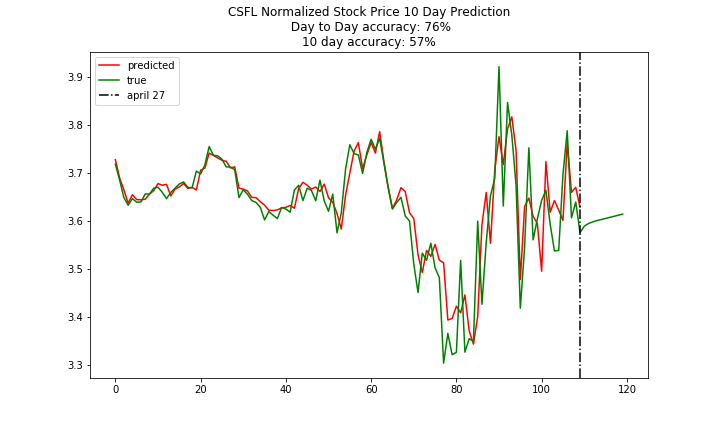 CSFL Normalized Stock Price 10 Day Prediction
Day to Day accuracy: 76%
10 day accuracy: 57%
predicted
true
april 27
3.9
3.8
3.7
3.6
3.5
3.4
3.3
0
20
40
60
80
100
120